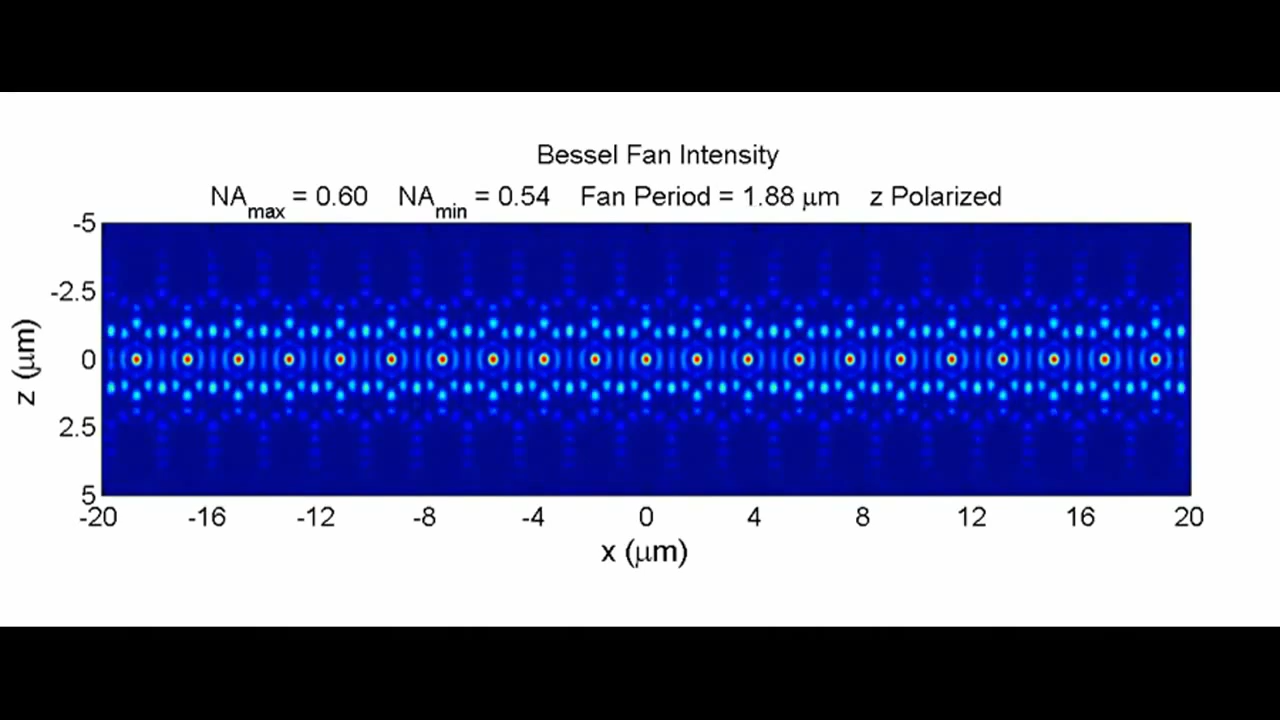 Bessel Fan Intensity
NAmax = 0.60 NAmin = 0.54 Fan Period = 1.88 μm z Polarized
-5
-2.5
0
2.5
5
z (μm)
-20 -16 -12 -8 -4 0 4 8 12 16 20
x (μm)